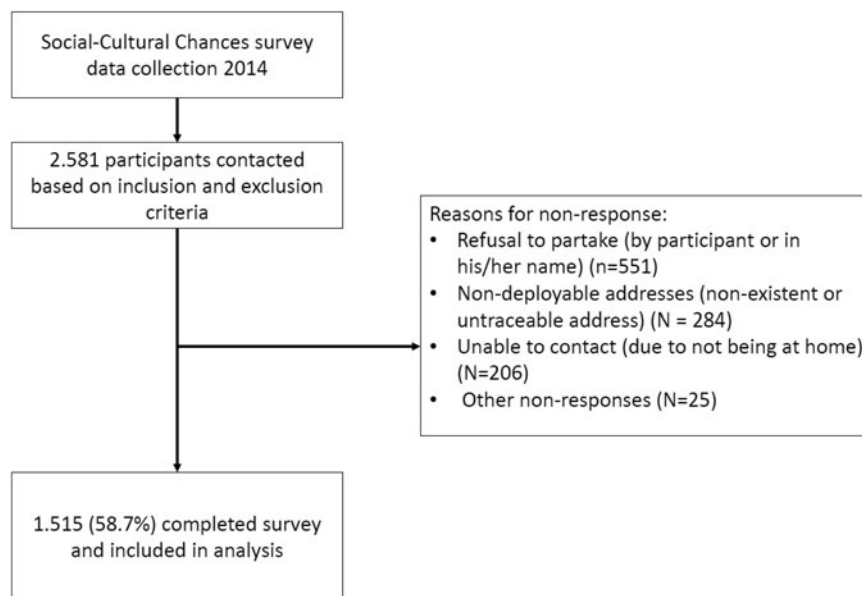 Social-Cultural Chances survey
data collection 2014
2.581 participants contacted
based on inclusion and exclusion
criteria
Reasons for non-response:
• Refusal to partake (by participant or in
his/her name) (n=551)
• Non-deployable addresses (non-existent or
untraceable address) (N = 284)
• Unable to contact (due to not being at home)
(N=206)
• Other non-responses (N=25)
1.515 (58.7%) completed survey
and included in analysis